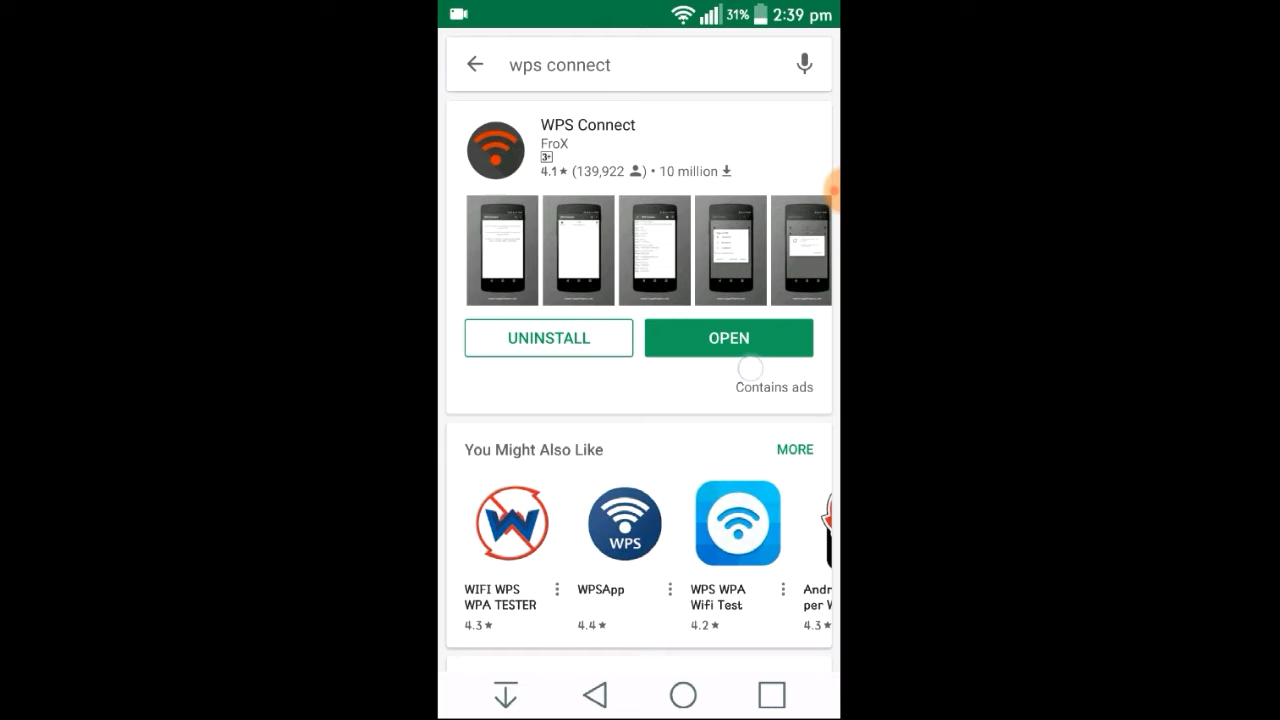 31% 2:39 pm
wps connect
WPS Connect
FroX
3+
4.1★ (139,922 ) • 10 million
UNINSTALL
OPEN
Contains ads
You Might Also Like
MORE
WPS
WIFI WPS
WPA TESTER
4.3★
WPSApp
4.4★
WPS WPA
Wifi Test
4.2★
Andr
per W
4.3★